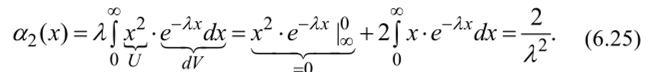 α₂(x) = λ∫₀^∞ x² · e^{−λx}dx = x² · e^{−λx} |_∞^0 + 2∫₀^∞ x · e^{−λx}dx = 2/λ². (6.25)
U dV =0